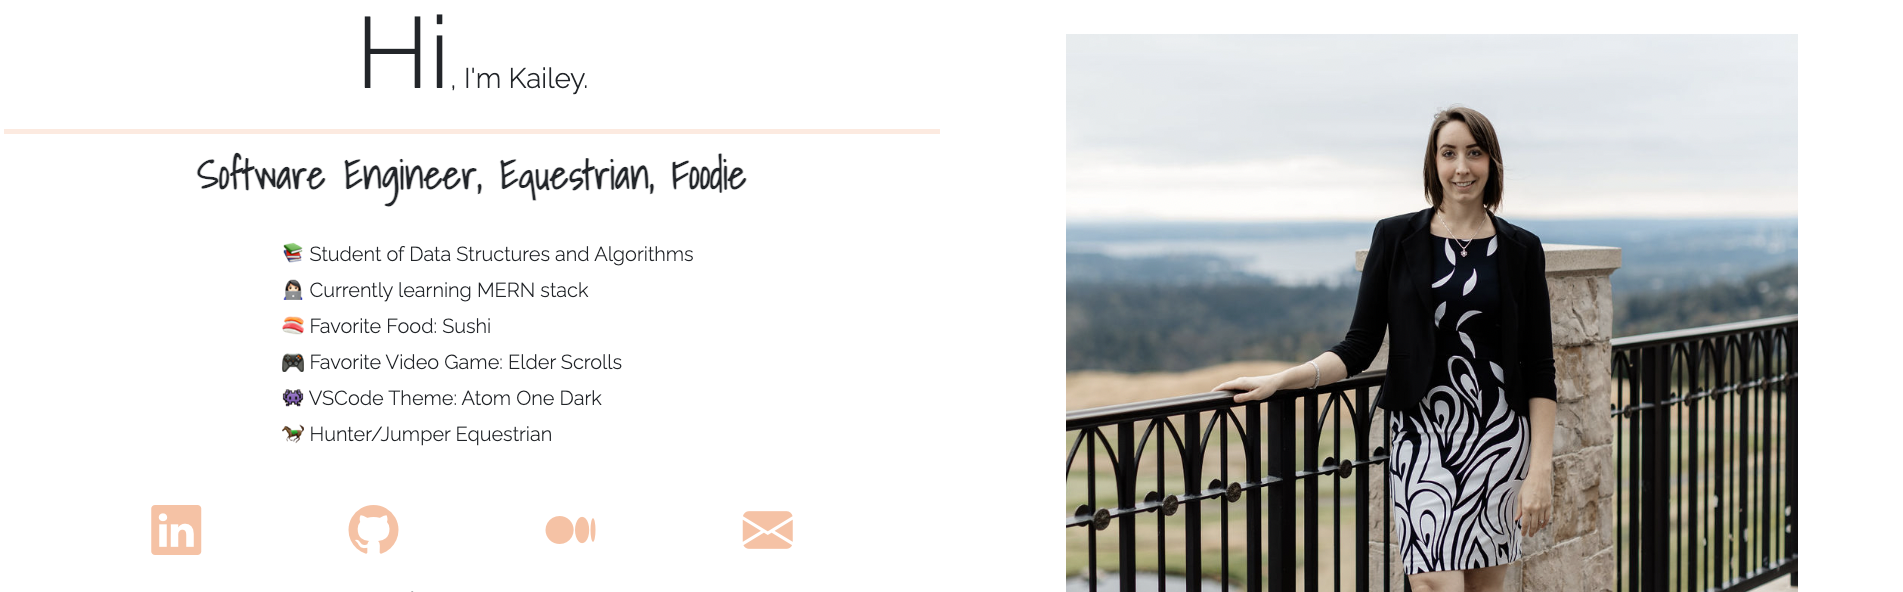 Hi, I'm Kailey.
Software Engineer, Equestrian, Foodie
📚 Student of Data Structures and Algorithms
👩🏻‍💻 Currently learning MERN stack
🍣 Favorite Food: Sushi
🎮 Favorite Video Game: Elder Scrolls
👾 VSCode Theme: Atom One Dark
🐎 Hunter/Jumper Equestrian
in